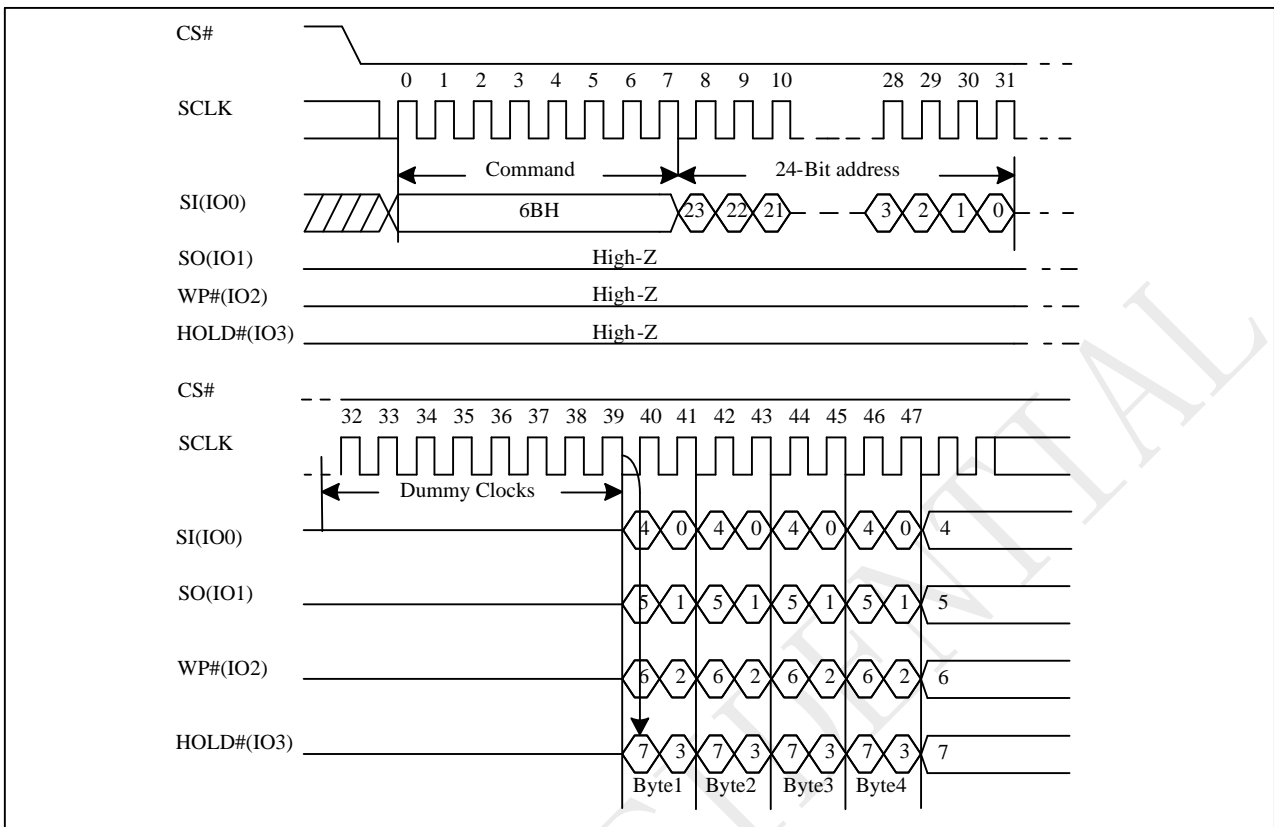 CS#
0 1 2 3 4 5 6 7 8 9 10 28 29 30 31
SCLK
Command 24-Bit address
SI(IO0) 6BH 23 22 21 3 2 1 0
SO(IO1) High-Z
WP#(IO2) High-Z
HOLD#(IO3) High-Z
CS#
32 33 34 35 36 37 38 39 40 41 42 43 44 45 46 47
SCLK
Dummy Clocks
SI(IO0) 4 0 4 0 4 0 4 0 4
SO(IO1) 5 1 5 1 5 1 5 1 5
WP#(IO2) 6 2 6 2 6 2 6 2 6
HOLD#(IO3) 7 3 7 3 7 3 7 3 7
Byte1 Byte2 Byte3 Byte4